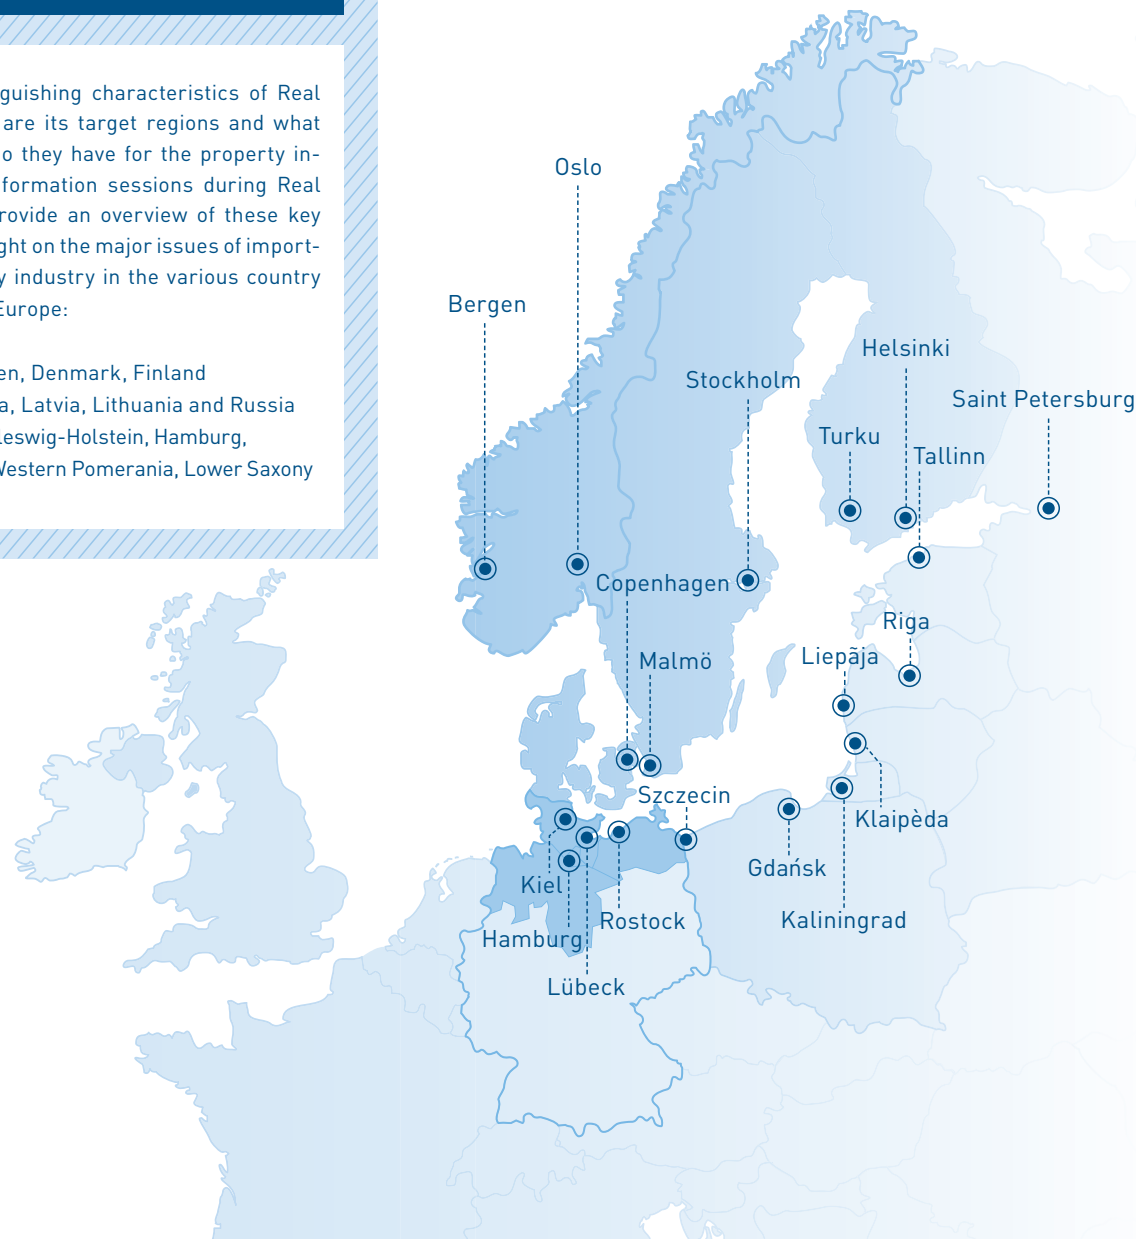 guishing characteristics of Real
are its target regions and what
o they have for the property in-
formation sessions during Real
rovide an overview of these key
ght on the major issues of import-
y industry in the various country
Europe:
en, Denmark, Finland
a, Latvia, Lithuania and Russia
leswig-Holstein, Hamburg,
Western Pomerania, Lower Saxony
Oslo
Bergen
Helsinki
Stockholm
Saint Petersburg
Turku
Tallinn
Copenhagen
Riga
Liepãja
Malmö
Szczecin
Klaipèda
Gdańsk
Kiel
Rostock
Kaliningrad
Hamburg
Lübeck